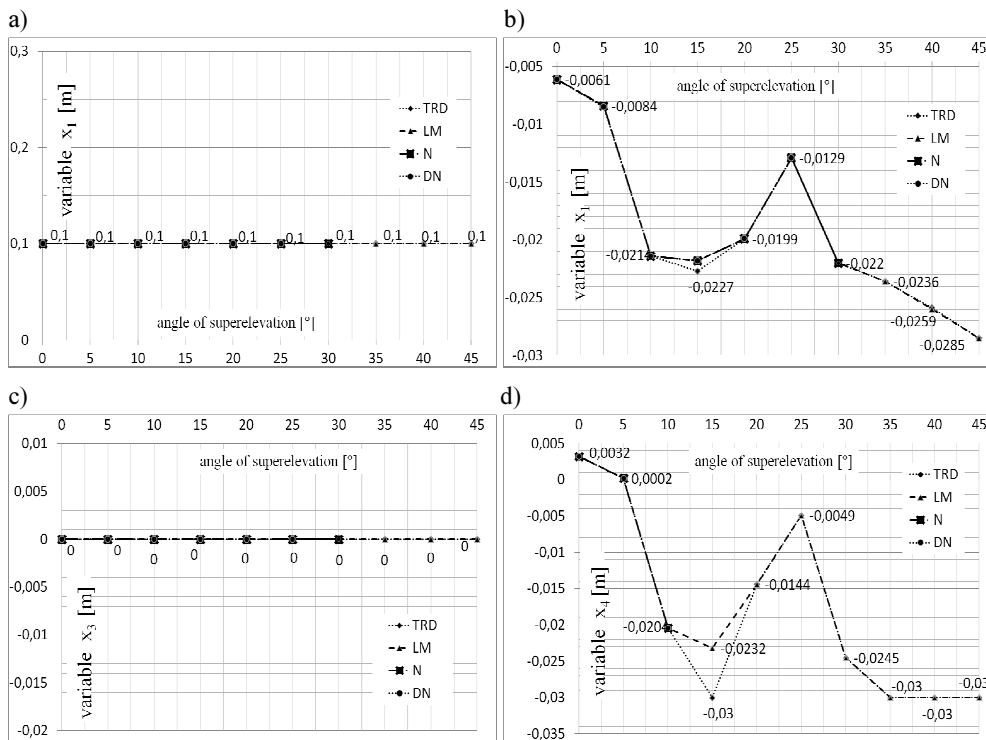 a)
0,3
0,2
0,1
0
variable x1 [m]
0,1 0,1 0,1 0,1 0,1 0,1 0,1 0,1 0,1 0,1
TRD
LM
N
DN
angle of superelevation [°]
0 5 10 15 20 25 30 35 40 45
b)
0 5 10 15 20 25 30 35 40 45
-0,005
-0,01
-0,015
-0,02
-0,025
-0,03
angle of superelevation [°]
variable x1 [m]
TRD
LM
N
DN
-0,0061
-0,0084
-0,0214
-0,0227
-0,0199
-0,0129
-0,022
-0,0236
-0,0259
-0,0285
c)
0 5 10 15 20 25 30 35 40 45
0,01
0,005
0
-0,005
-0,01
-0,015
-0,02
angle of superelevation [°]
variable x3 [m]
0 0 0 0 0 0 0 0 0 0
TRD
LM
N
DN
d)
0 5 10 15 20 25 30 35 40 45
0,005
0
-0,005
-0,01
-0,015
-0,02
-0,025
-0,03
-0,035
angle of superelevation [°]
variable x4 [m]
TRD
LM
N
DN
0,0032
0,0002
-0,0204
-0,0232
-0,03
-0,0144
-0,0049
-0,0245
-0,03
-0,03
-0,03